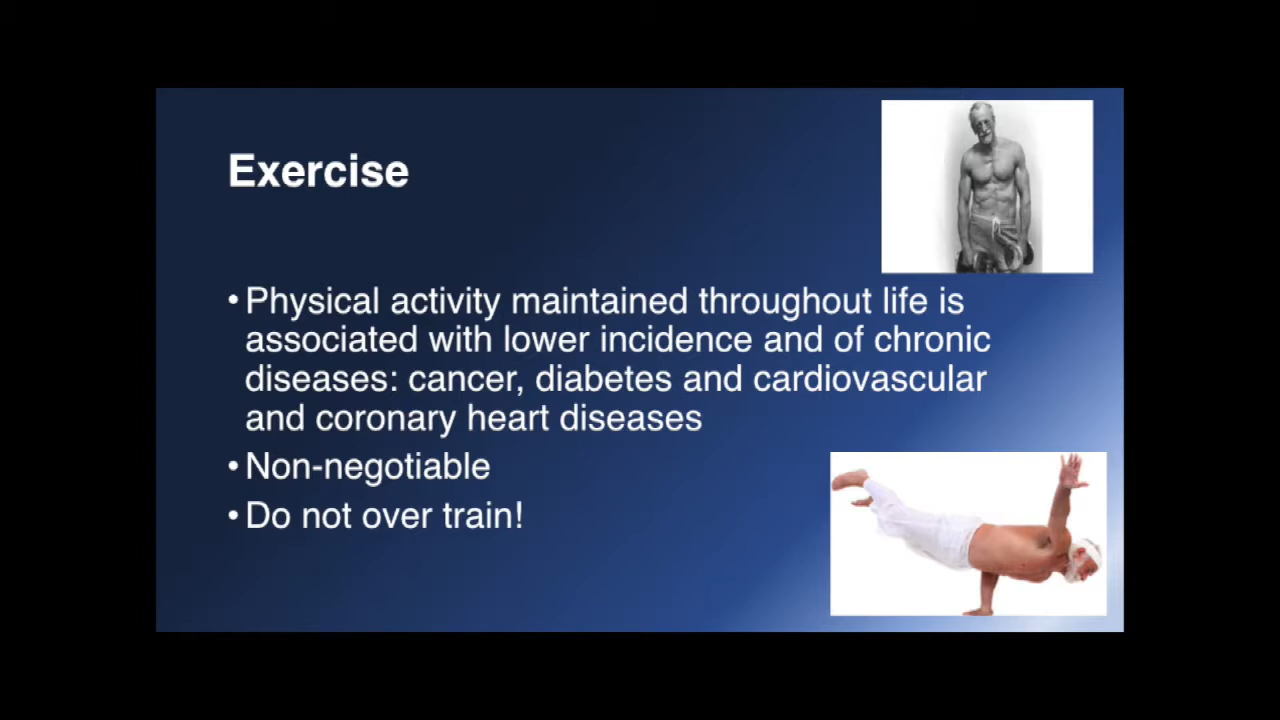 Exercise
•Physical activity maintained throughout life is
associated with lower incidence and of chronic
diseases: cancer, diabetes and cardiovascular
and coronary heart diseases
•Non-negotiable
•Do not over train!